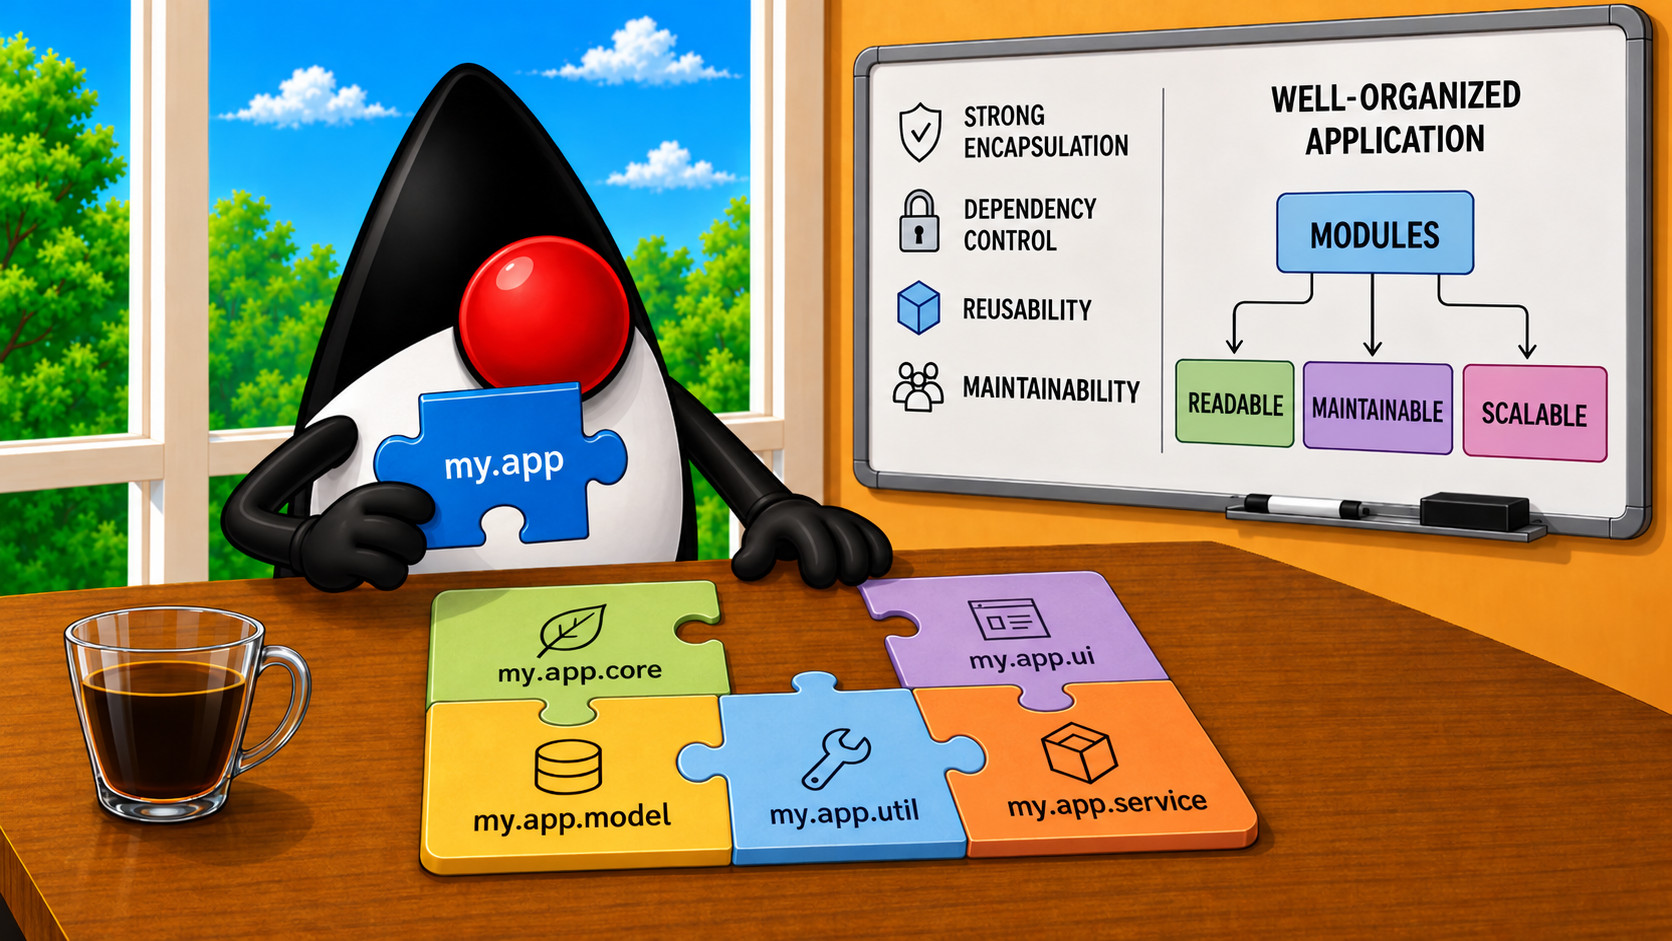 STRONG
ENCAPSULATION
DEPENDENCY
CONTROL
REUSABILITY
MAINTAINABILITY
WELL-ORGANIZED
APPLICATION
MODULES
READABLE
MAINTAINABLE
SCALABLE
my.app
my.app.core
my.app.ui
my.app.model
my.app.util
my.app.service